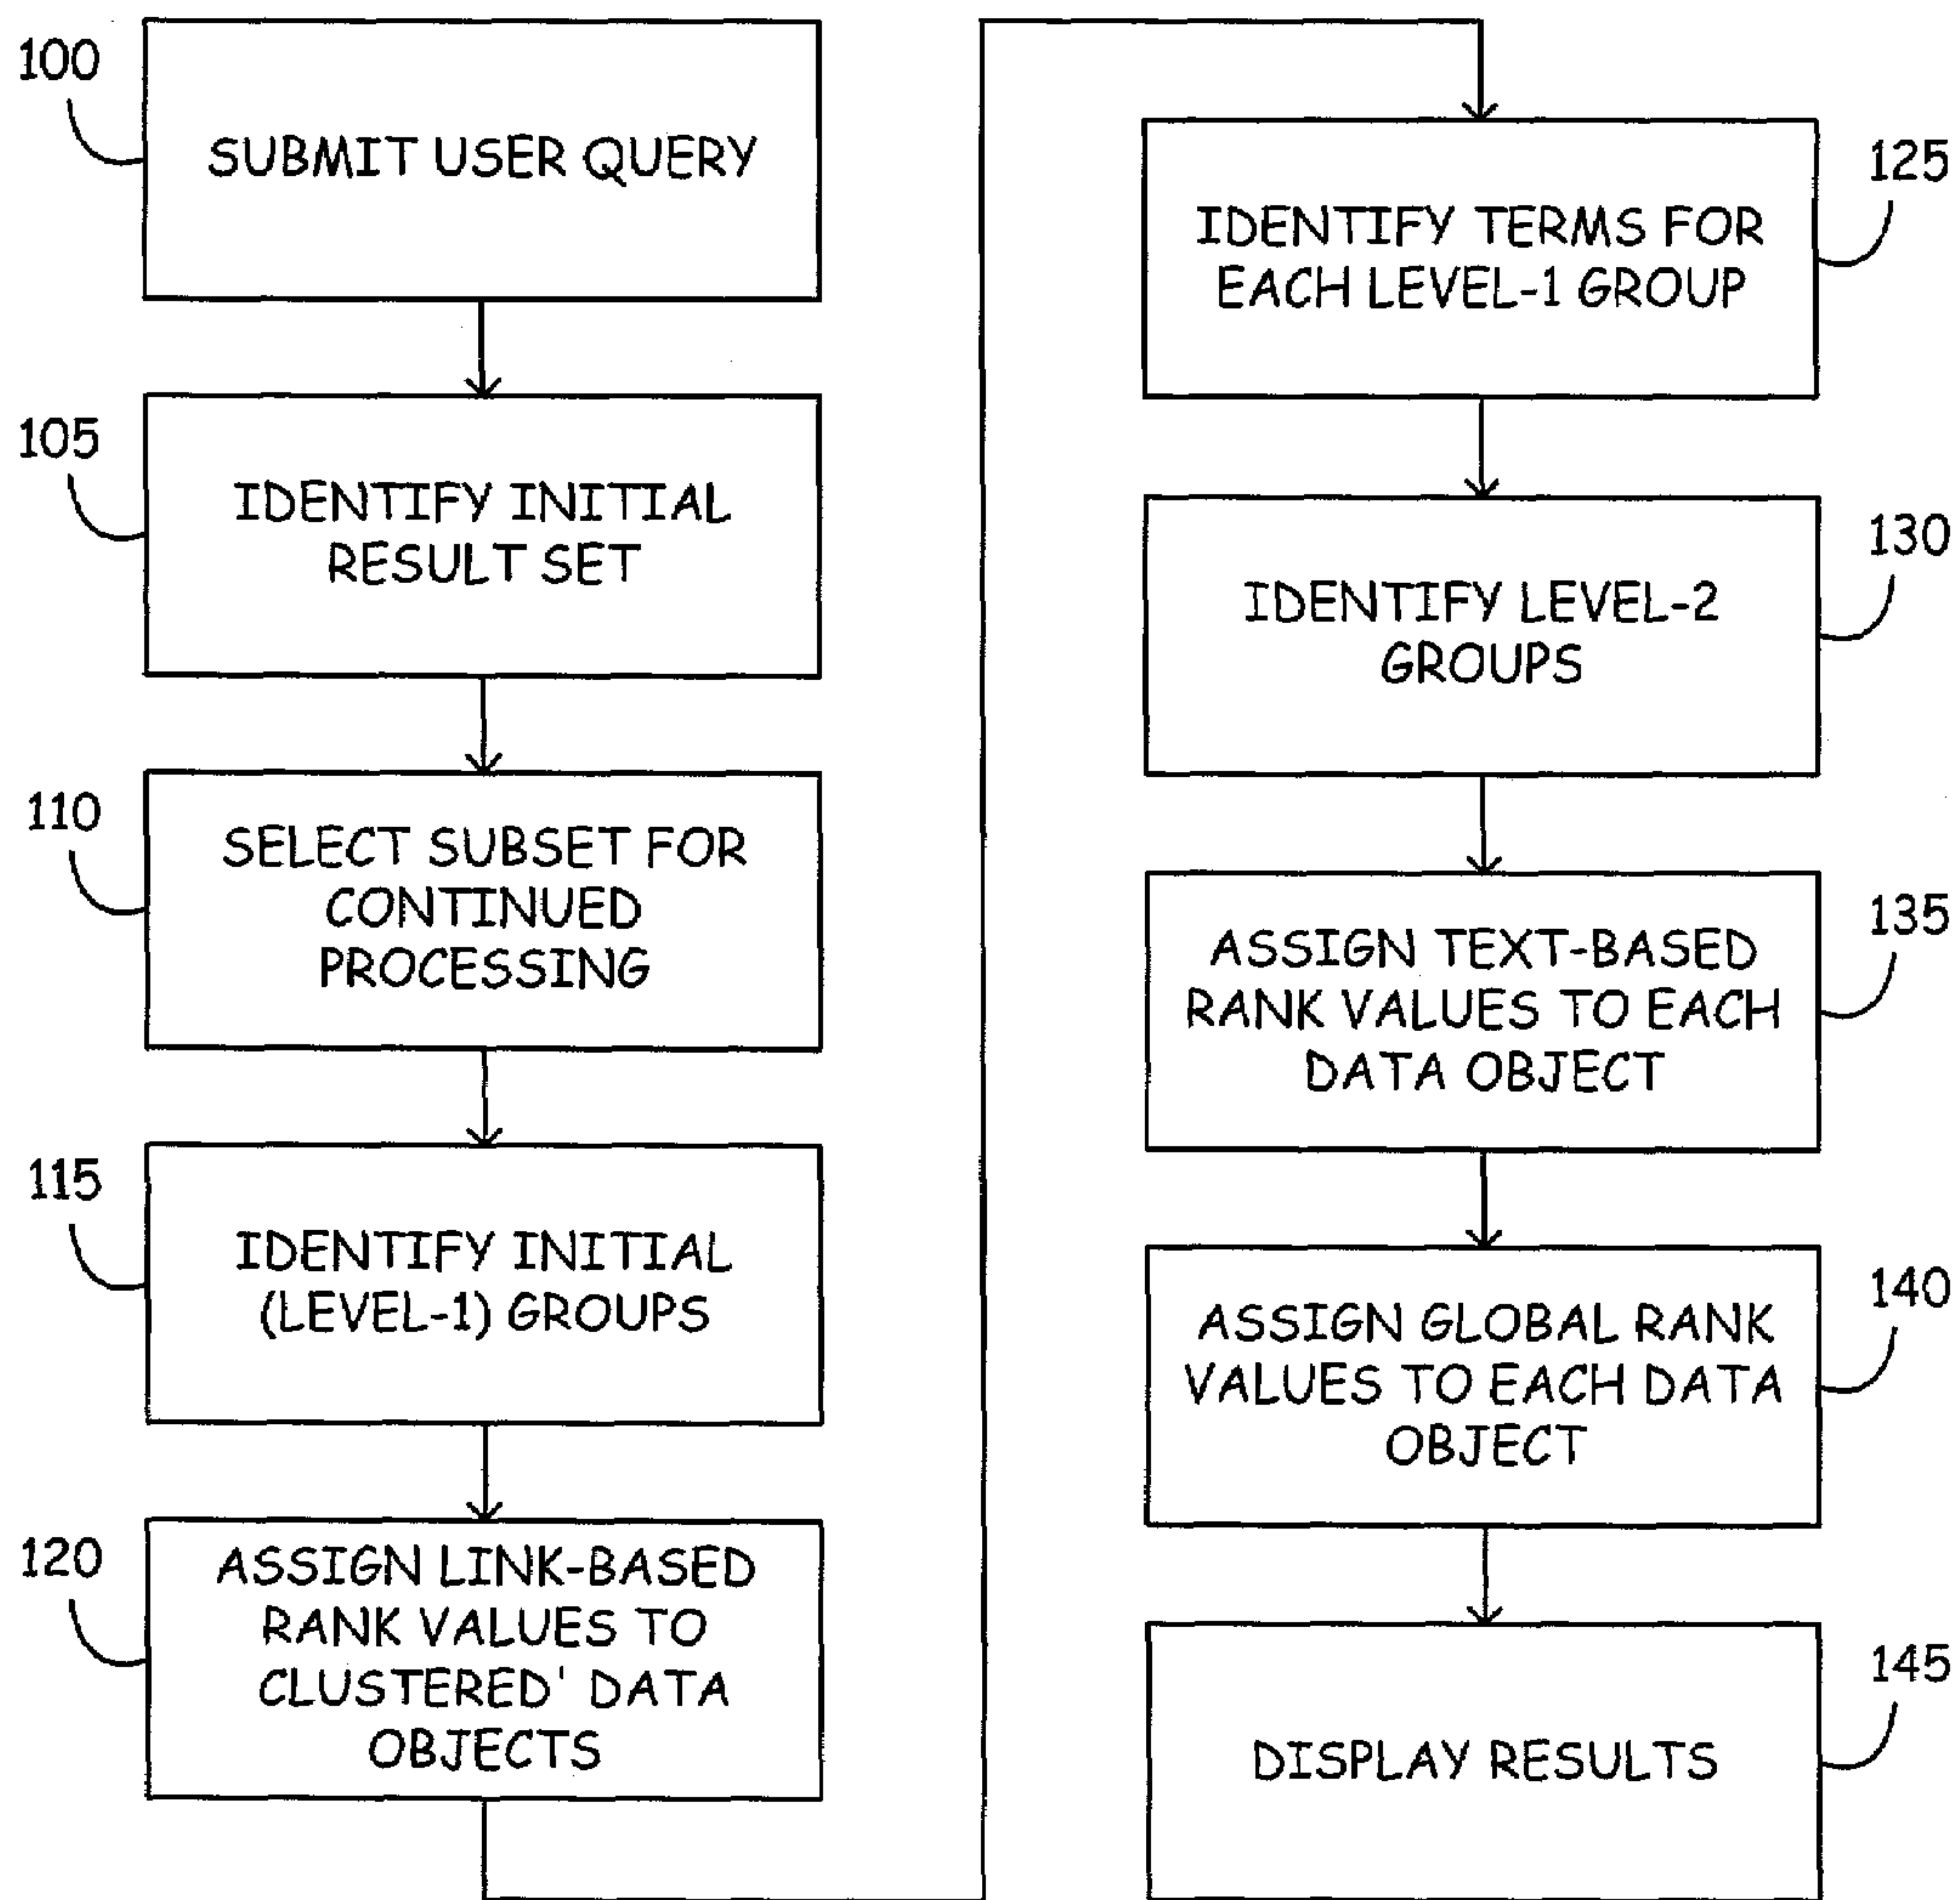 100
SUBMIT USER QUERY
105
IDENTIFY INITIAL
RESULT SET
110
SELECT SUBSET FOR
CONTINUED
PROCESSING
115
IDENTIFY INITIAL
(LEVEL-1) GROUPS
120
ASSIGN LINK-BASED
RANK VALUES TO
CLUSTERED' DATA
OBJECTS
125
IDENTIFY TERMS FOR
EACH LEVEL-1 GROUP
130
IDENTIFY LEVEL-2
GROUPS
135
ASSIGN TEXT-BASED
RANK VALUES TO EACH
DATA OBJECT
140
ASSIGN GLOBAL RANK
VALUES TO EACH DATA
OBJECT
145
DISPLAY RESULTS